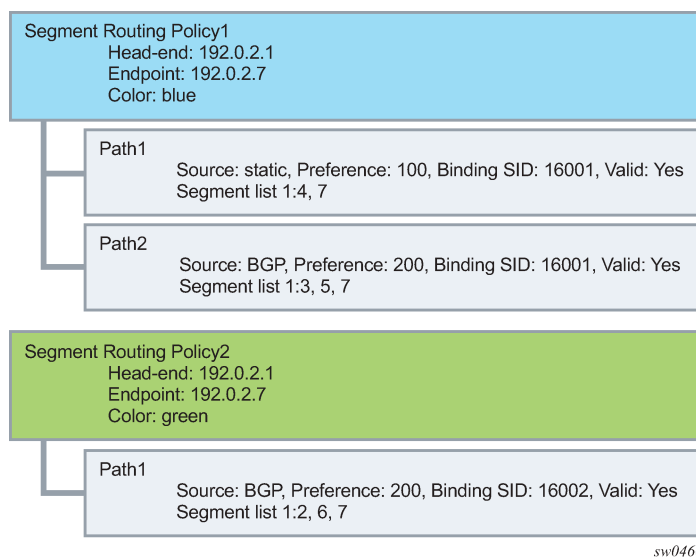 Segment Routing Policy1
Head-end: 192.0.2.1
Endpoint: 192.0.2.7
Color: blue
Path1
Source: static, Preference: 100, Binding SID: 16001, Valid: Yes
Segment list 1:4, 7
Path2
Source: BGP, Preference: 200, Binding SID: 16001, Valid: Yes
Segment list 1:3, 5, 7
Segment Routing Policy2
Head-end: 192.0.2.1
Endpoint: 192.0.2.7
Color: green
Path1
Source: BGP, Preference: 200, Binding SID: 16002, Valid: Yes
Segment list 1:2, 6, 7
sw046